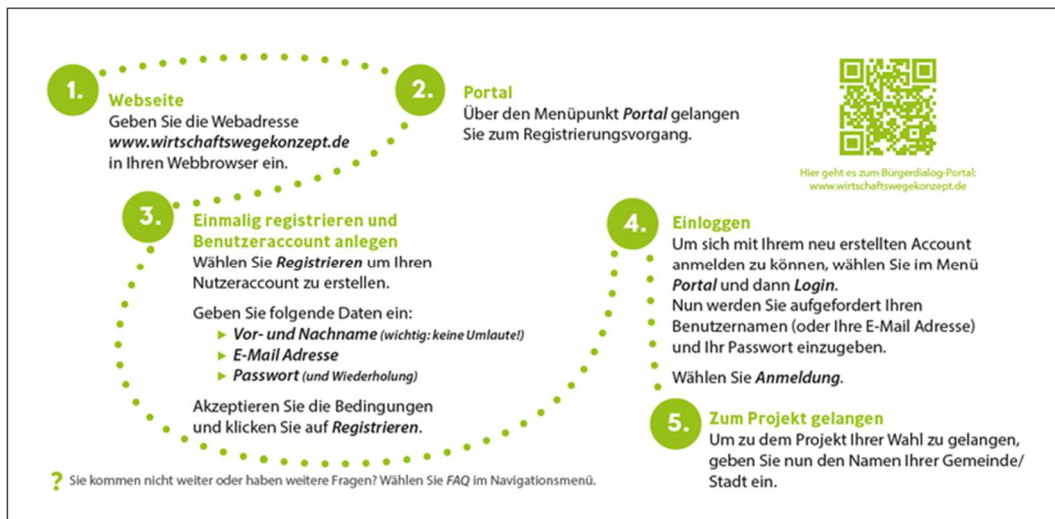 1.
Webseite
Geben Sie die Webadresse
www.wirtschaftswegekonzept.de
in Ihren Webbrowser ein.
2.
Portal
Über den Menüpunkt Portal gelangen
Sie zum Registrierungsvorgang.
Hier geht es zum Bürgerdialog-Portal:
www.wirtschaftswegekonzept.de
3.
Einmalig registrieren und
Benutzeraccount anlegen
Wählen Sie Registrieren um Ihren
Nutzeraccount zu erstellen.
Geben Sie folgende Daten ein:
► Vor- und Nachname (wichtig: keine Umlaute!)
► E-Mail Adresse
► Passwort (und Wiederholung)
Akzeptieren Sie die Bedingungen
und klicken Sie auf Registrieren.
4.
Einloggen
Um sich mit Ihrem neu erstellten Account
anmelden zu können, wählen Sie im Menü
Portal und dann Login.
Nun werden Sie aufgefordert Ihren
Benutzernamen (oder Ihre E-Mail Adresse)
und Ihr Passwort einzugeben.
Wählen Sie Anmeldung.
5.
Zum Projekt gelangen
Um zu dem Projekt Ihrer Wahl zu gelangen,
geben Sie nun den Namen Ihrer Gemeinde/
Stadt ein.
? Sie kommen nicht weiter oder haben weitere Fragen? Wählen Sie FAQ im Navigationsmenü.